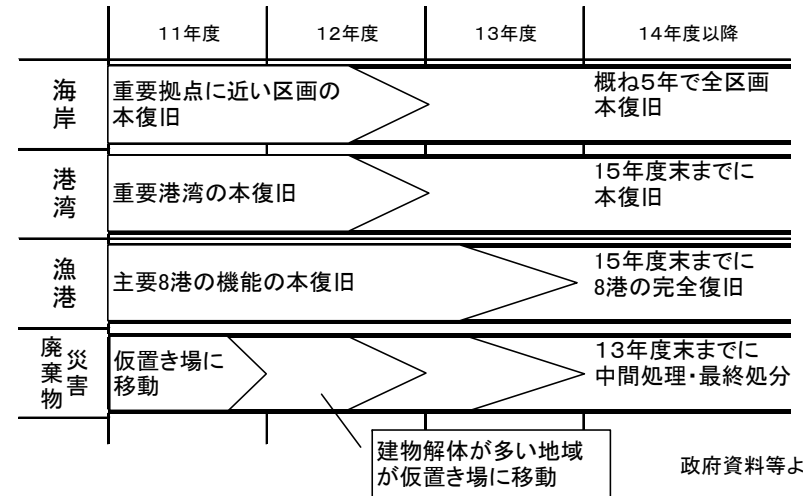 11年度 12年度 13年度 14年度以降
海岸
重要拠点に近い区画の
本復旧
概ね5年で全区画
本復旧
港湾
重要港湾の本復旧
15年度末までに
本復旧
漁港
主要8港の機能の本復旧
15年度末までに
8港の完全復旧
災害
廃棄物
仮置き場に
移動
13年度末までに
中間処理・最終処分
建物解体が多い地域
が仮置き場に移動
政府資料等よ